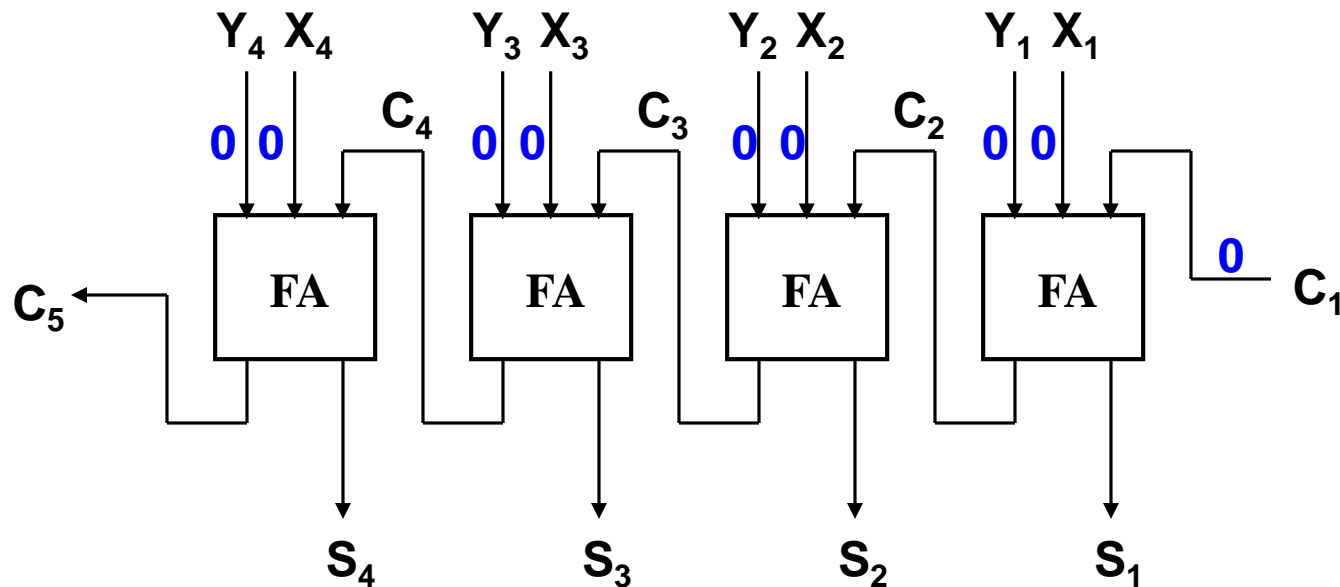 Y₄ X₄ Y₃ X₃ Y₂ X₂ Y₁ X₁
C₄ C₃ C₂
0 0 0 0 0 0 0 0
0
FA FA FA FA
C₅ C₁
S₄ S₃ S₂ S₁